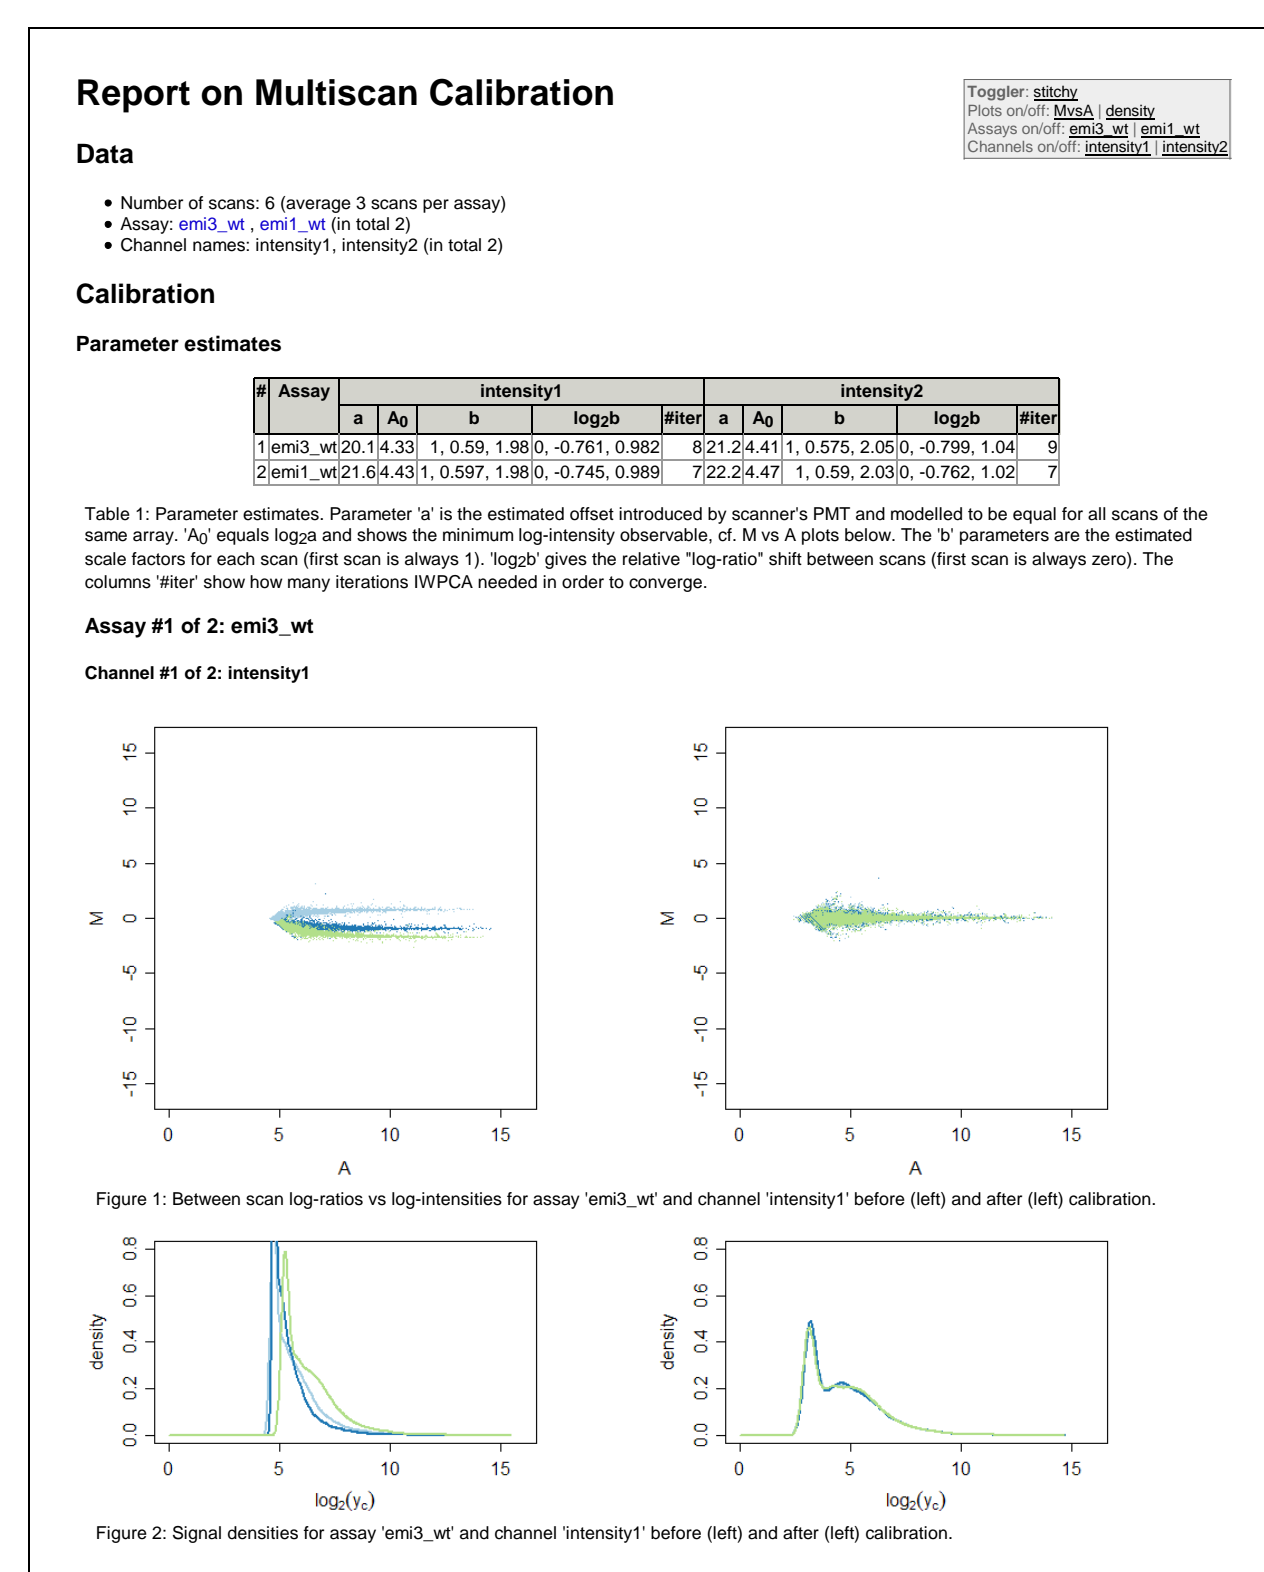 Report on Multiscan Calibration
Toggler: stitchy
Plots on/off: MvsA | density
Assays on/off: emi3_wt | emi1_wt
Channels on/off: intensity1 | intensity2
Data
• Number of scans: 6 (average 3 scans per assay)
• Assay: emi3_wt , emi1_wt (in total 2)
• Channel names: intensity1, intensity2 (in total 2)
Calibration
Parameter estimates
# Assay intensity1 intensity2
a A0 b log2b #iter a A0 b log2b #iter
1 emi3_wt 20.1 4.33 1, 0.59, 1.98 0, -0.761, 0.982 8 21.2 4.41 1, 0.575, 2.05 0, -0.799, 1.04 9
2 emi1_wt 21.6 4.43 1, 0.597, 1.98 0, -0.745, 0.989 7 22.2 4.47 1, 0.59, 2.03 0, -0.762, 1.02 7
Table 1: Parameter estimates. Parameter 'a' is the estimated offset introduced by scanner's PMT and modelled to be equal for all scans of the
same array. 'A0' equals log2a and shows the minimum log-intensity observable, cf. M vs A plots below. The 'b' parameters are the estimated
scale factors for each scan (first scan is always 1). 'log2b' gives the relative "log-ratio" shift between scans (first scan is always zero). The
columns '#iter' show how many iterations IWPCA needed in order to converge.
Assay #1 of 2: emi3_wt
Channel #1 of 2: intensity1
15
10
5
0
-5
-10
-15
M
0 5 10 15
A
15
10
5
0
-5
-10
-15
M
0 5 10 15
A
Figure 1: Between scan log-ratios vs log-intensities for assay 'emi3_wt' and channel 'intensity1' before (left) and after (left) calibration.
0.8
0.6
0.4
0.2
0.0
density
0 5 10 15
log2(yc)
0.8
0.6
0.4
0.2
0.0
density
0 5 10 15
log2(yc)
Figure 2: Signal densities for assay 'emi3_wt' and channel 'intensity1' before (left) and after (left) calibration.